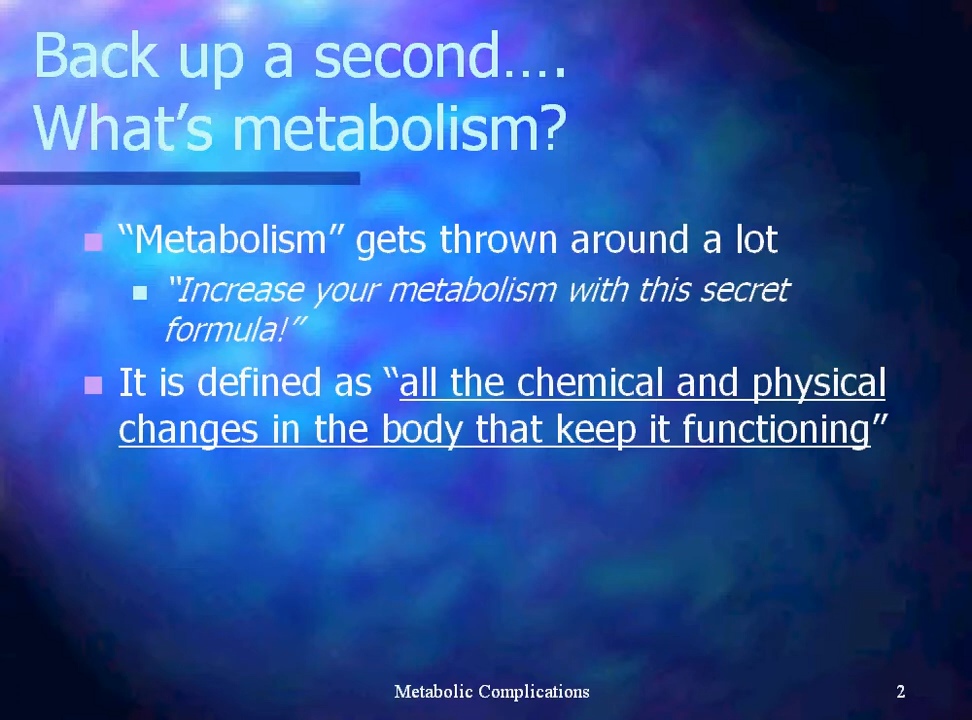 Back up a second….
What’s metabolism?
“Metabolism” gets thrown around a lot
“Increase your metabolism with this secret
formula!”
It is defined as “all the chemical and physical
changes in the body that keep it functioning”
Metabolic Complications
2